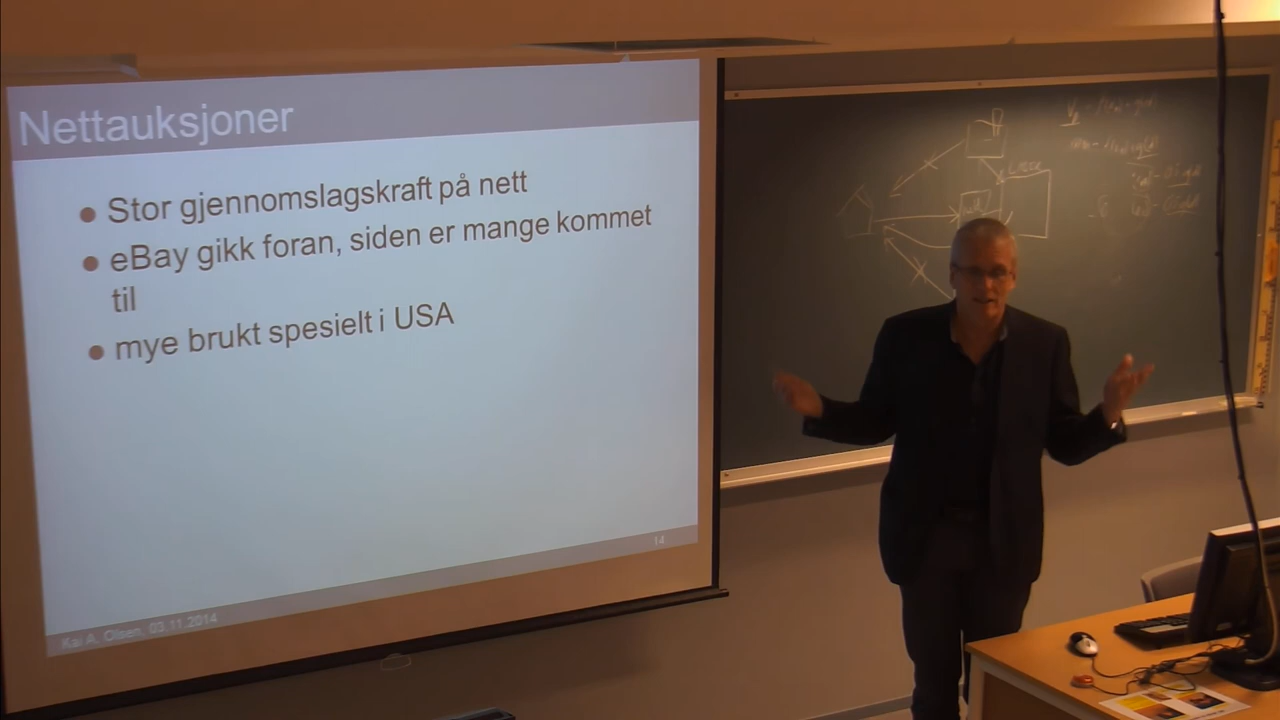 Nettauksjoner
● Stor gjennomslagskraft på nett
● eBay gikk foran, siden er mange kommet
til
● mye brukt spesielt i USA
14
Kai A. Olsen, 03.11.2014